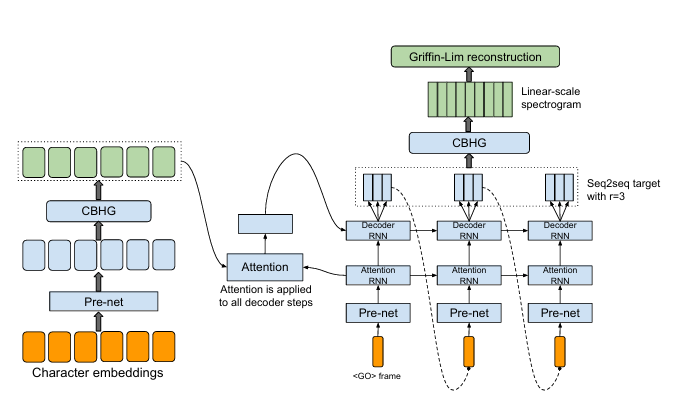 Griffin-Lim reconstruction
Linear-scale
spectrogram
CBHG
Seq2seq target
with r=3
CBHG
Decoder
RNN
Decoder
RNN
Decoder
RNN
Attention
Attention is applied
to all decoder steps
Attention
RNN
Attention
RNN
Attention
RNN
Pre-net
Pre-net
Pre-net
Pre-net
<GO> frame
Character embeddings